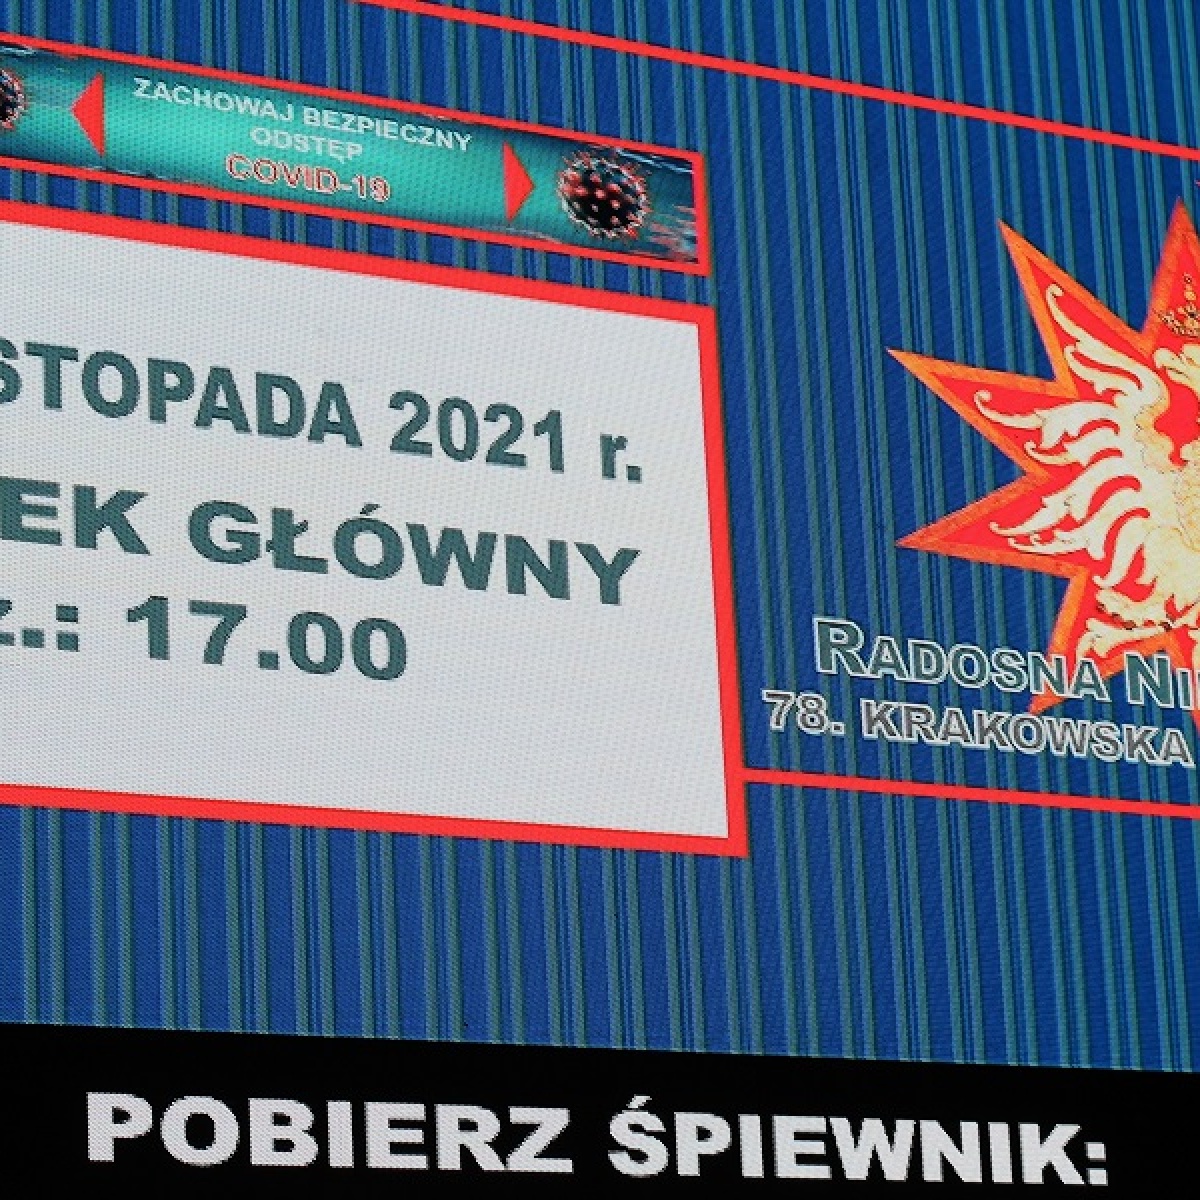 ZACHOWAJ BEZPIECZNY
ODSTĘP
COVID-19
STOPADA 2021 r.
EK GŁÓWNY
z.: 17.00
RADOSNA NI
78. KRAKOWSKA
POBIERZ ŚPIEWNIK: